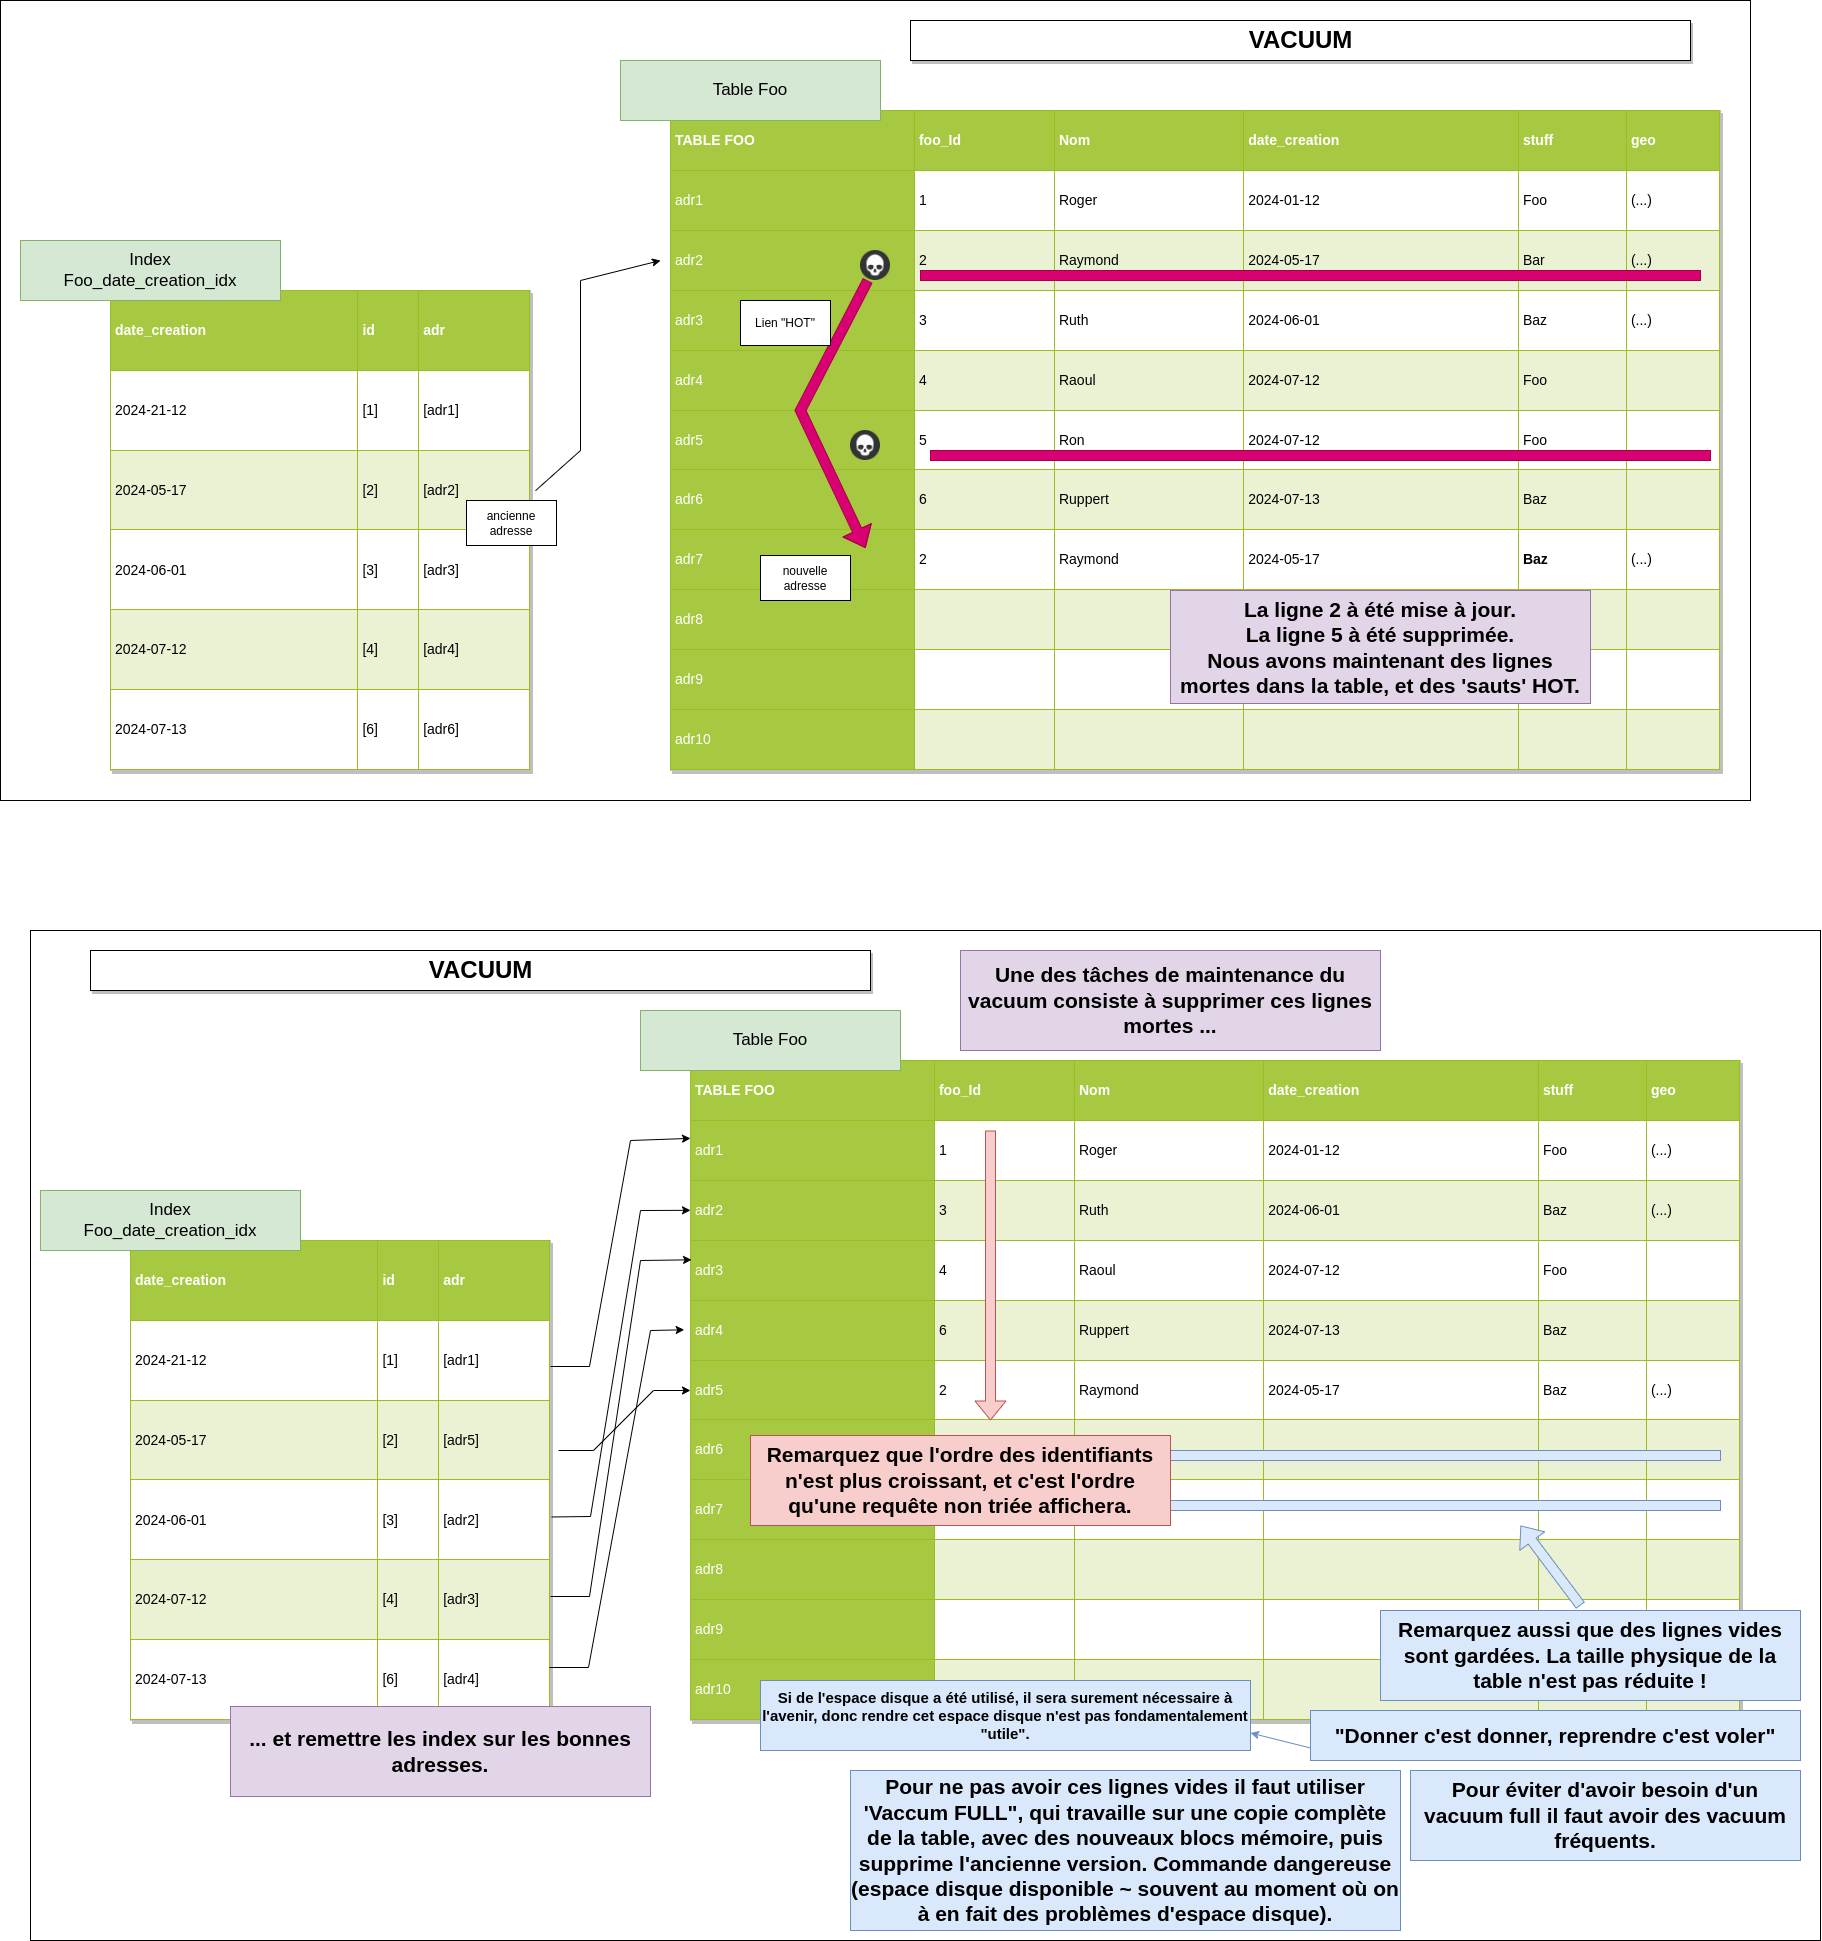 VACUUM
Table Foo
TABLE FOO foo_Id Nom date_creation stuff geo
adr1 1 Roger 2024-01-12 Foo (...)
adr2 2 Raymond 2024-05-17 Bar (...)
adr3 3 Ruth 2024-06-01 Baz (...)
adr4 4 Raoul 2024-07-12 Foo
adr5 5 Ron 2024-07-12 Foo
adr6 6 Ruppert 2024-07-13 Baz
adr7 2 Raymond 2024-05-17 Baz (...)
adr8
adr9
adr10
Lien "HOT"
nouvelle
adresse
La ligne 2 à été mise à jour.
La ligne 5 à été supprimée.
Nous avons maintenant des lignes
mortes dans la table, et des 'sauts' HOT.
Index
Foo_date_creation_idx
date_creation id adr
2024-21-12 [1] [adr1]
2024-05-17 [2] [adr2]
2024-06-01 [3] [adr3]
2024-07-12 [4] [adr4]
2024-07-13 [6] [adr6]
ancienne
adresse
VACUUM
Une des tâches de maintenance du
vacuum consiste à supprimer ces lignes
mortes ...
Table Foo
TABLE FOO foo_Id Nom date_creation stuff geo
adr1 1 Roger 2024-01-12 Foo (...)
adr2 3 Ruth 2024-06-01 Baz (...)
adr3 4 Raoul 2024-07-12 Foo
adr4 6 Ruppert 2024-07-13 Baz
adr5 2 Raymond 2024-05-17 Baz (...)
adr6
adr7
adr8
adr9
adr10
Remarquez que l'ordre des identifiants
n'est plus croissant, et c'est l'ordre
qu'une requête non triée affichera.
Index
Foo_date_creation_idx
date_creation id adr
2024-21-12 [1] [adr1]
2024-05-17 [2] [adr5]
2024-06-01 [3] [adr2]
2024-07-12 [4] [adr3]
2024-07-13 [6] [adr4]
... et remettre les index sur les bonnes
adresses.
Remarquez aussi que des lignes vides
sont gardées. La taille physique de la
table n'est pas réduite !
Si de l'espace disque a été utilisé, il sera surement nécessaire à
l'avenir, donc rendre cet espace disque n'est pas fondamentalement
"utile".
"Donner c'est donner, reprendre c'est voler"
Pour ne pas avoir ces lignes vides il faut utiliser
'Vaccum FULL", qui travaille sur une copie complète
de la table, avec des nouveaux blocs mémoire, puis
supprime l'ancienne version. Commande dangereuse
(espace disque disponible ~ souvent au moment où on
à en fait des problèmes d'espace disque).
Pour éviter d'avoir besoin d'un
vacuum full il faut avoir des vacuum
fréquents.